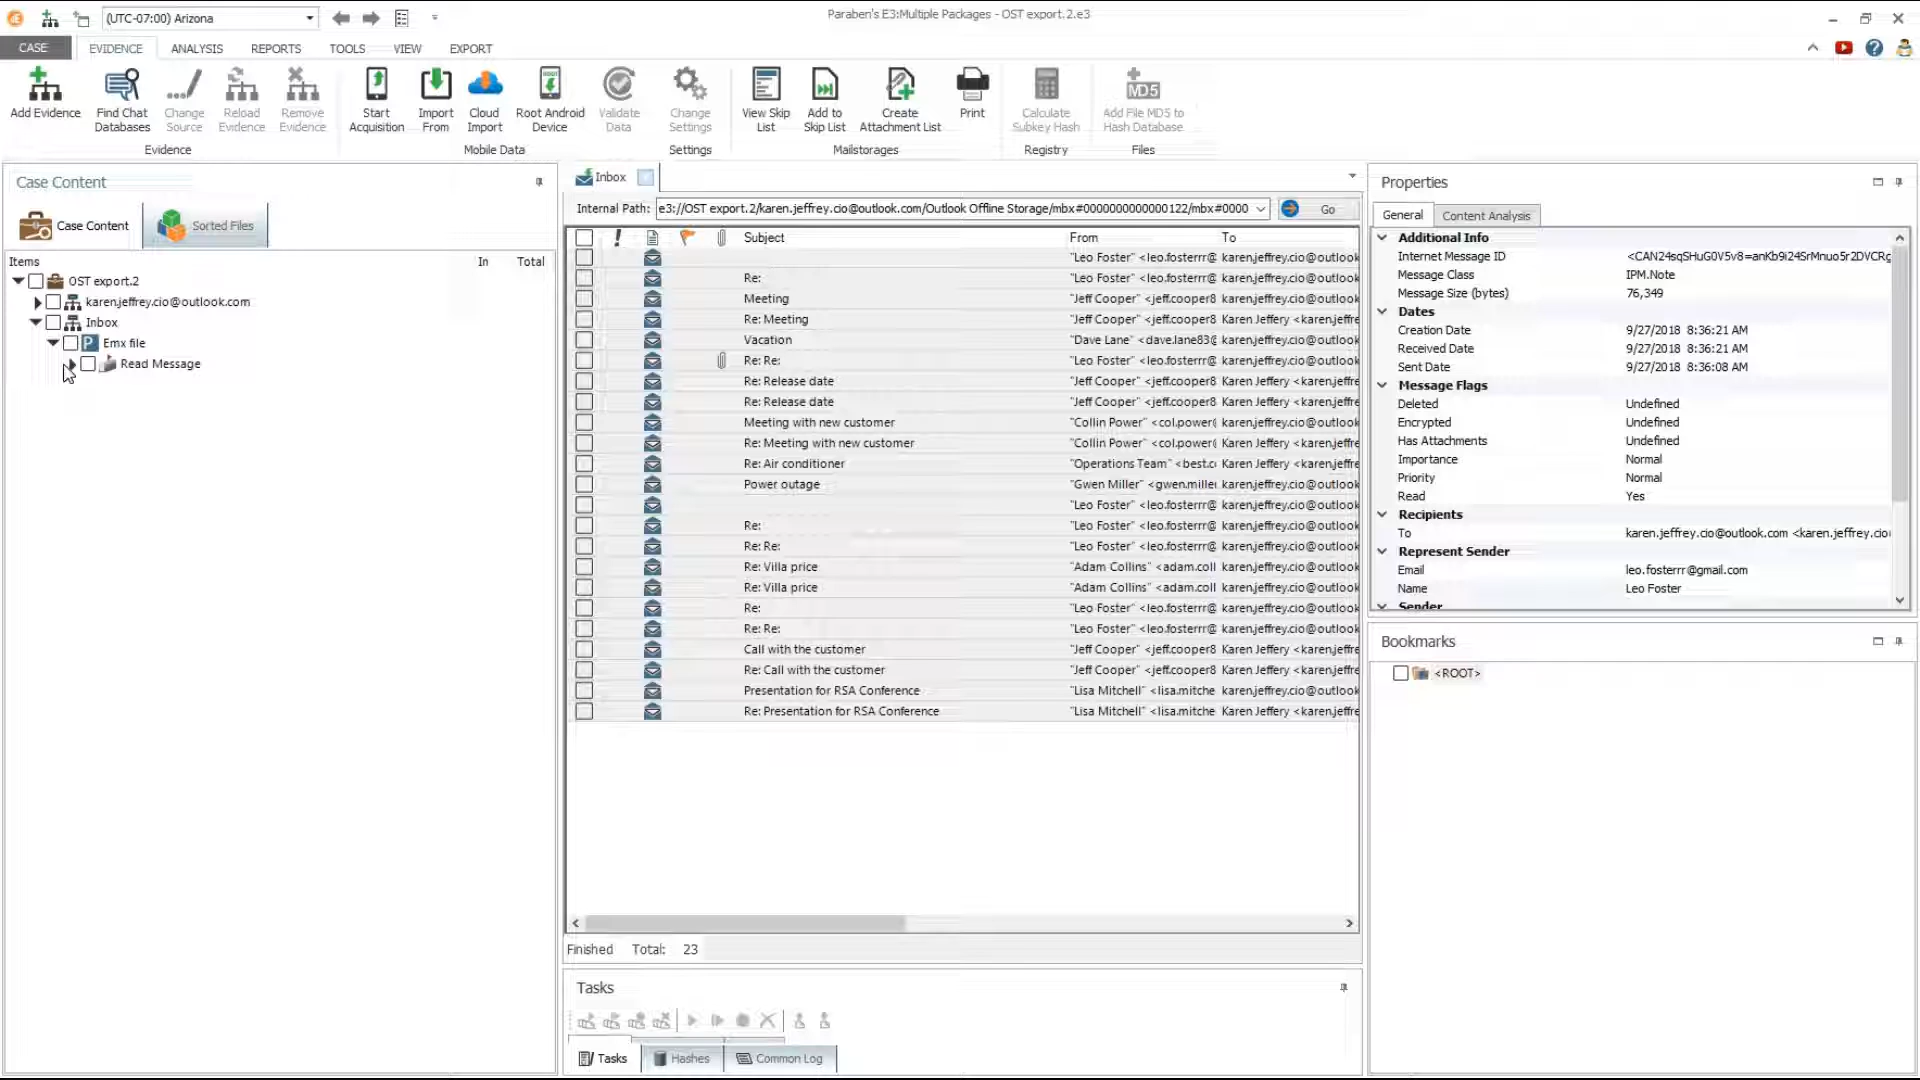 (UTC-07:00) Arizona
Paraben's E3:Multiple Packages - OST export.2.e3
CASE EVIDENCE ANALYSIS REPORTS TOOLS VIEW EXPORT
Add Evidence
Find Chat Databases
Change Source
Reload Evidence
Remove Evidence
Evidence
Start Acquisition
Import From
Cloud Import
Root Android Device
Validate Data
Mobile Data
Change Settings
Settings
View Skip List
Add to Skip List
Create Attachment List
Print
Mailstorages
Calculate Subkey Hash
Registry
MD5
Add File MD5 to Hash Database
Files
Case Content
Case Content Sorted Files
Items In Total
OST export.2
karen.jeffrey.cio@outlook.com
Inbox
Emx file
Read Message
Inbox
Internal Path: e3://OST export.2/karen.jeffrey.cio@outlook.com/Outlook Offline Storage/mbx#0000000000000122/mbx#0000 Go
Subject From To
"Leo Foster" <leo.fosterrr@ karen.jeffrey.cio@outlook
Re: "Leo Foster" <leo.fosterrr@ karen.jeffrey.cio@outlook
Meeting "Jeff Cooper" <jeff.cooper8 karen.jeffrey.cio@outlook
Re: Meeting "Jeff Cooper" <jeff.cooper8 Karen Jeffery <karen.jeffre
Vacation "Dave Lane" <dave.lane83@ karen.jeffrey.cio@outlook
Re: Re: "Leo Foster" <leo.fosterrr@ karen.jeffrey.cio@outlook
Re: Release date "Jeff Cooper" <jeff.cooper8 Karen Jeffery <karen.jeffre
Re: Release date "Jeff Cooper" <jeff.cooper8 Karen Jeffery <karen.jeffre
Meeting with new customer "Collin Power" <col.power@ karen.jeffrey.cio@outlook
Re: Meeting with new customer "Collin Power" <col.power@ Karen Jeffery <karen.jeffre
Re: Air conditioner "Operations Team" <best.co Karen Jeffery <karen.jeffre
Power outage "Gwen Miller" <gwen.miller karen.jeffrey.cio@outlook
"Leo Foster" <leo.fosterrr@ karen.jeffrey.cio@outlook
Re: "Leo Foster" <leo.fosterrr@ karen.jeffrey.cio@outlook
Re: Re: "Leo Foster" <leo.fosterrr@ karen.jeffrey.cio@outlook
Re: Villa price "Adam Collins" <adam.coll karen.jeffrey.cio@outlook
Re: Villa price "Adam Collins" <adam.coll karen.jeffrey.cio@outlook
Re: "Leo Foster" <leo.fosterrr@ karen.jeffrey.cio@outlook
Re: Re: "Leo Foster" <leo.fosterrr@ karen.jeffrey.cio@outlook
Call with the customer "Jeff Cooper" <jeff.cooper8 karen.jeffrey.cio@outlook
Re: Call with the customer "Jeff Cooper" <jeff.cooper8 Karen Jeffery <karen.jeffre
Presentation for RSA Conference "Lisa Mitchell" <lisa.mitche karen.jeffrey.cio@outlook
Re: Presentation for RSA Conference "Lisa Mitchell" <lisa.mitche Karen Jeffery <karen.jeffre
Finished Total: 23
Tasks
Tasks Hashes Common Log
Properties
General Content Analysis
Additional Info
Internet Message ID <CAN24sqSHuG0V5v8=anKb9i24SrMnuo5r2DVCRg
Message Class IPM.Note
Message Size (bytes) 76,349
Dates
Creation Date 9/27/2018 8:36:21 AM
Received Date 9/27/2018 8:36:21 AM
Sent Date 9/27/2018 8:36:08 AM
Message Flags
Deleted Undefined
Encrypted Undefined
Has Attachments Undefined
Importance Normal
Priority Normal
Read Yes
Recipients
To karen.jeffrey.cio@outlook.com <karen.jeffrey.cio
Represent Sender
Email leo.fosterrr@gmail.com
Name Leo Foster
Sender
Bookmarks
<ROOT>